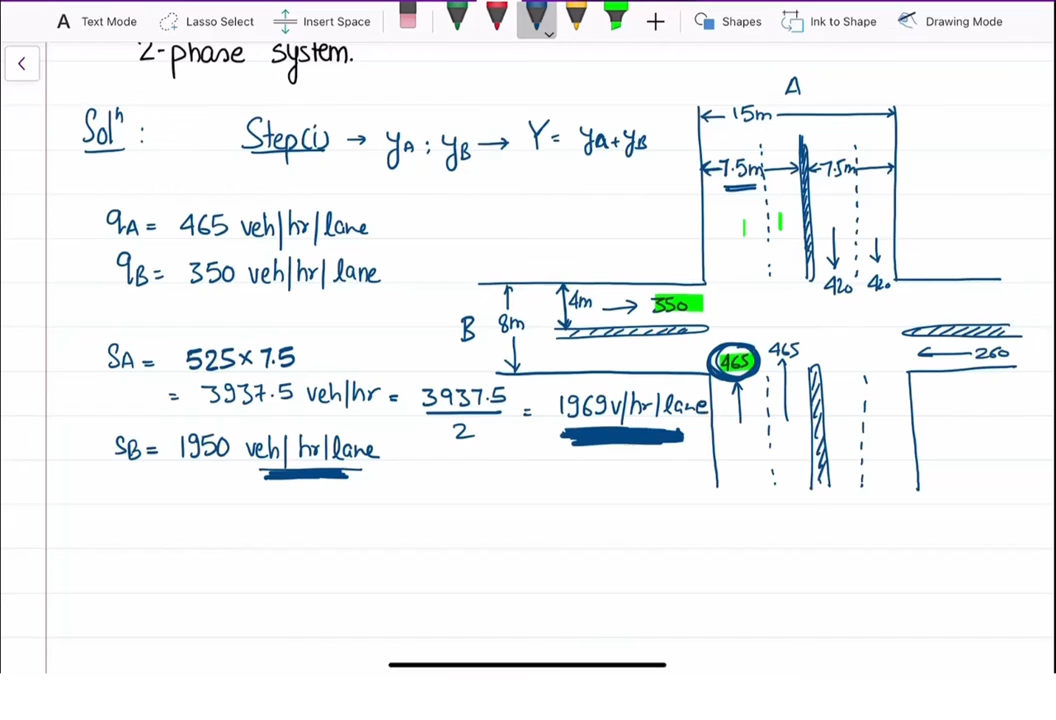 A Text Mode Lasso Select Insert Space Shapes Ink to Shape Drawing Mode
2-phase system.
Solⁿ : Step(i) → yA : yB → Y = yA+yB
qA = 465 veh/hr/lane
qB = 350 veh/hr/lane
SA = 525 x 7.5
= 3937.5 veh/hr = 3937.5/2 = 1969 v/hr/lane
SB = 1950 veh/hr/lane
A
15m
7.5m 7.5m
420 420
4m → 350
B 8m
465 465
260